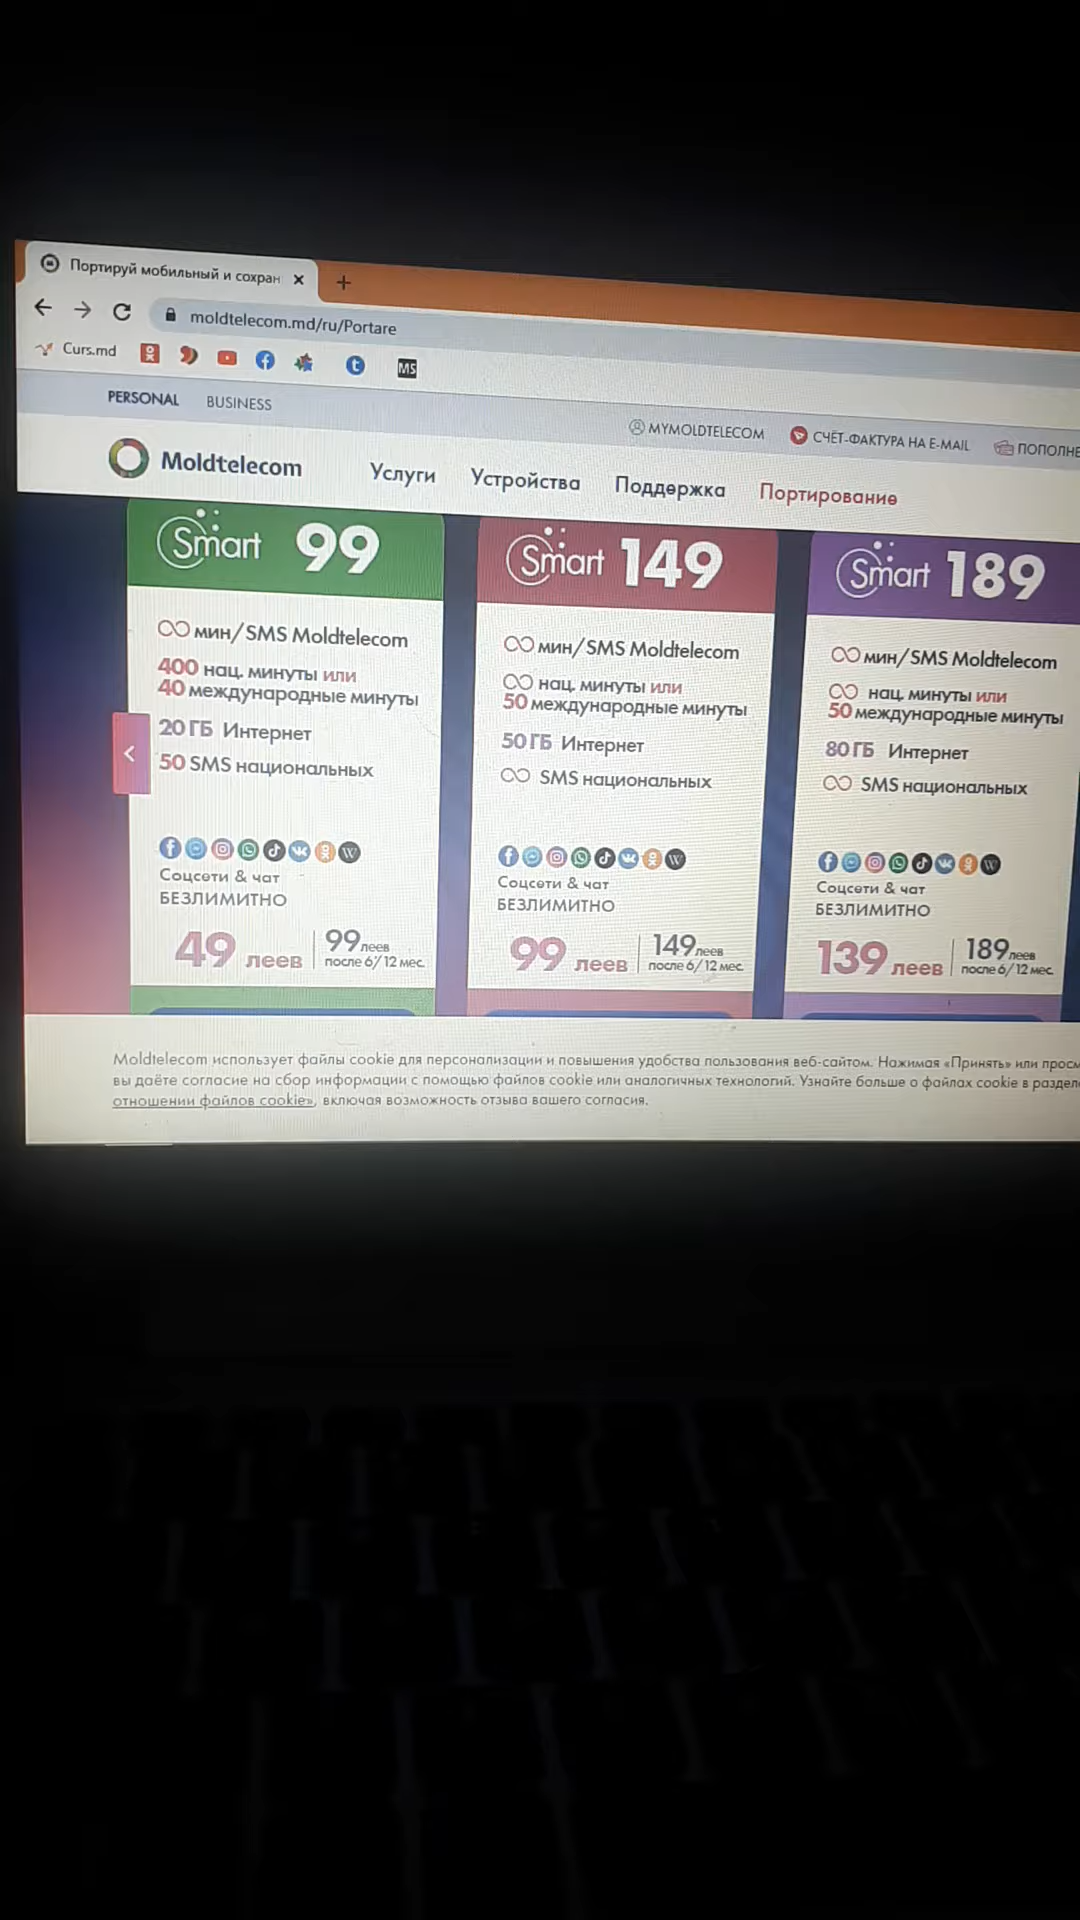 Портируй мобильный и сохран
moldtelecom.md/ru/Portare
Curs.md
MS
PERSONAL BUSINESS
MYMOLDTELECOM СЧЁТ-ФАКТУРА НА E-MAIL ПОПОЛНЕ
Moldtelecom Услуги Устройства Поддержка Портирование
Smart 99
∞ мин/SMS Moldtelecom
400 нац. минуты или
40 международные минуты
20 ГБ Интернет
50 SMS национальных
Соцсети & чат
БЕЗЛИМИТНО
49 леев
99 леев
после 6/12 мес.
Smart 149
∞ мин/SMS Moldtelecom
∞ нац. минуты или
50 международные минуты
50 ГБ Интернет
∞ SMS национальных
Соцсети & чат
БЕЗЛИМИТНО
99 леев
149 леев
после 6/12 мес.
Smart 189
∞ мин/SMS Moldtelecom
∞ нац. минуты или
50 международные минуты
80 ГБ Интернет
∞ SMS национальных
Соцсети & чат
БЕЗЛИМИТНО
139 леев
189 леев
после 6/12 мес.
Moldtelecom использует файлы cookie для персонализации и повышения удобства пользования веб-сайтом. Нажимая «Принять» или просм
вы даёте согласие на сбор информации с помощью файлов cookie или аналогичных технологий. Узнайте больше о файлах cookie в раздел
отношении файлов cookie», включая возможность отзыва вашего согласия.